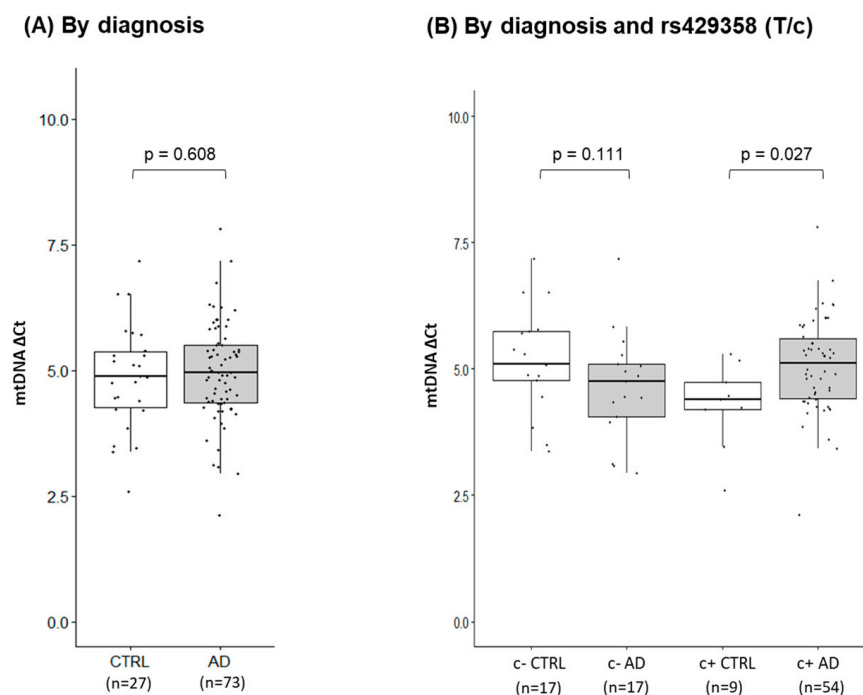 (A) By diagnosis
10.0
p = 0.608
7.5
5.0
2.5
0.0
mtDNA ΔCt
CTRL AD
(n=27) (n=73)
(B) By diagnosis and rs429358 (T/c)
10.0
p = 0.111 p = 0.027
7.5
5.0
2.5
0.0
mtDNA ΔCt
c- CTRL c- AD c+ CTRL c+ AD
(n=17) (n=17) (n=9) (n=54)